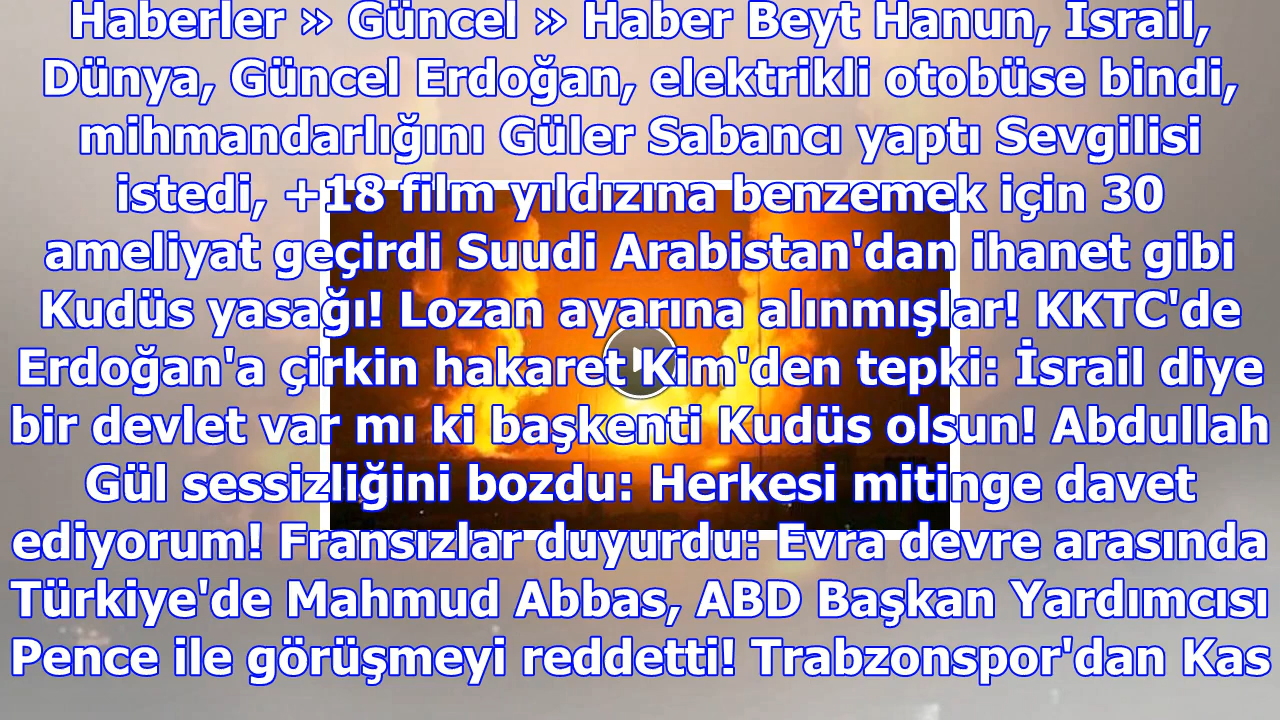 Haberler » Güncel » Haber Beyt Hanun, İsrail,
Dünya, Güncel Erdoğan, elektrikli otobüse bindi,
mihmandarlığını Güler Sabancı yaptı Sevgilisi
istedi, +18 film yıldızına benzemek için 30
ameliyat geçirdi Suudi Arabistan'dan ihanet gibi
Kudüs yasağı! Lozan ayarına alınmışlar! KKTC'de
Erdoğan'a çirkin hakaret Kim'den tepki: İsrail diye
bir devlet var mı ki başkenti Kudüs olsun! Abdullah
Gül sessizliğini bozdu: Herkesi mitinge davet
ediyorum! Fransızlar duyurdu: Evra devre arasında
Türkiye'de Mahmud Abbas, ABD Başkan Yardımcısı
Pence ile görüşmeyi reddetti! Trabzonspor'dan Kas